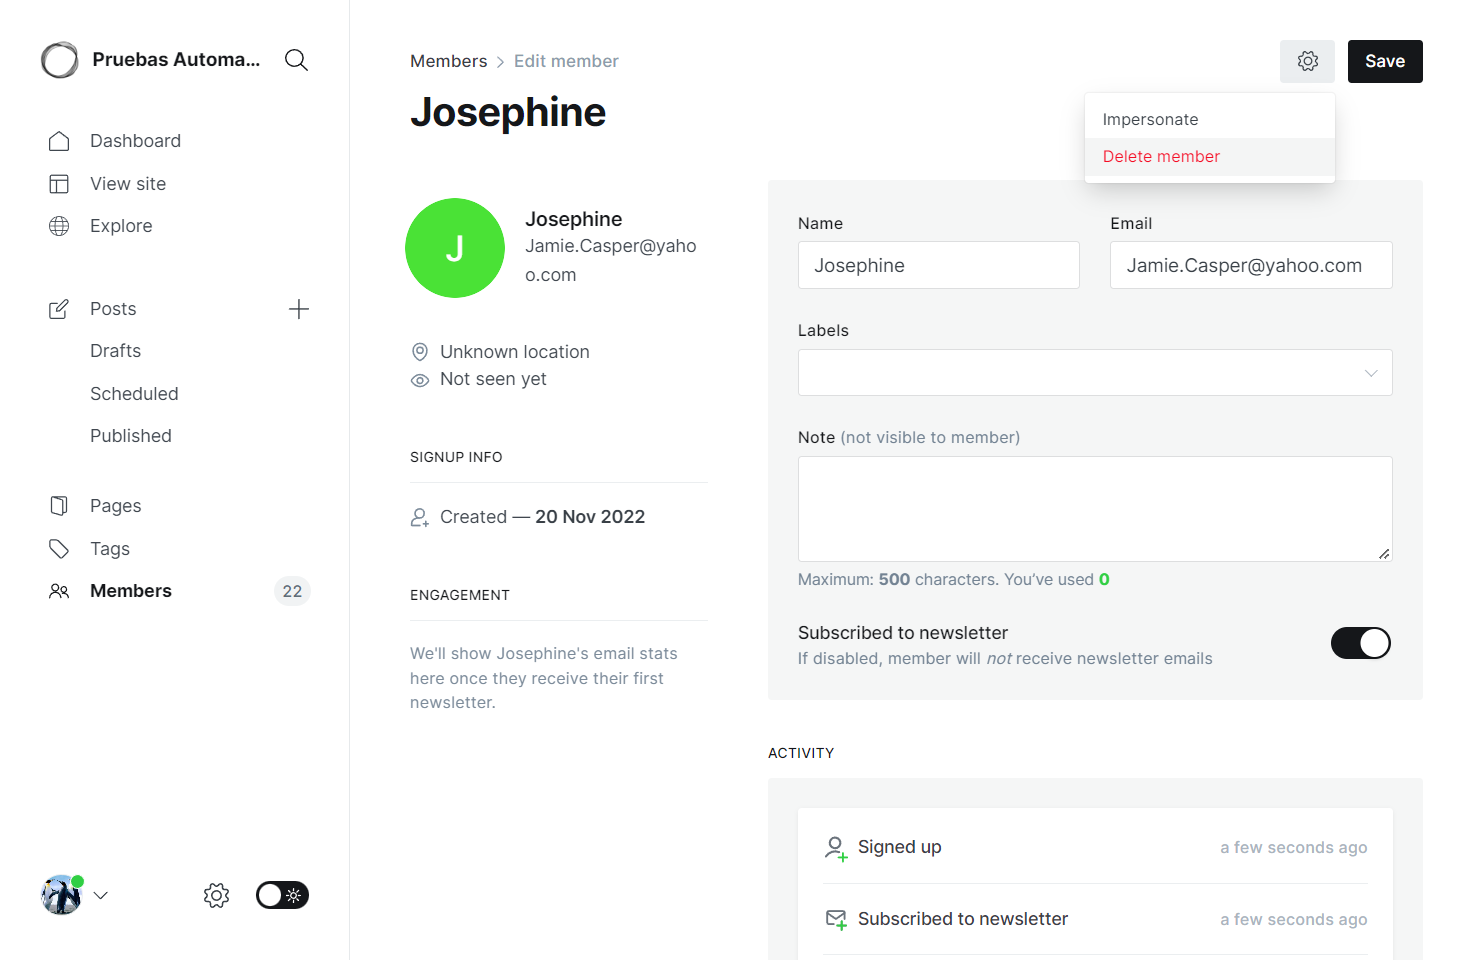 Pruebas Automa...
Dashboard
View site
Explore
Posts
Drafts
Scheduled
Published
Pages
Tags
Members
22
Members > Edit member
Save
Impersonate
Delete member
Josephine
J
Josephine
Jamie.Casper@yaho
o.com
Unknown location
Not seen yet
SIGNUP INFO
Created — 20 Nov 2022
ENGAGEMENT
We'll show Josephine's email stats
here once they receive their first
newsletter.
Name
Email
Josephine
Jamie.Casper@yahoo.com
Labels
Note (not visible to member)
Maximum: 500 characters. You’ve used 0
Subscribed to newsletter
If disabled, member will not receive newsletter emails
ACTIVITY
Signed up
a few seconds ago
Subscribed to newsletter
a few seconds ago